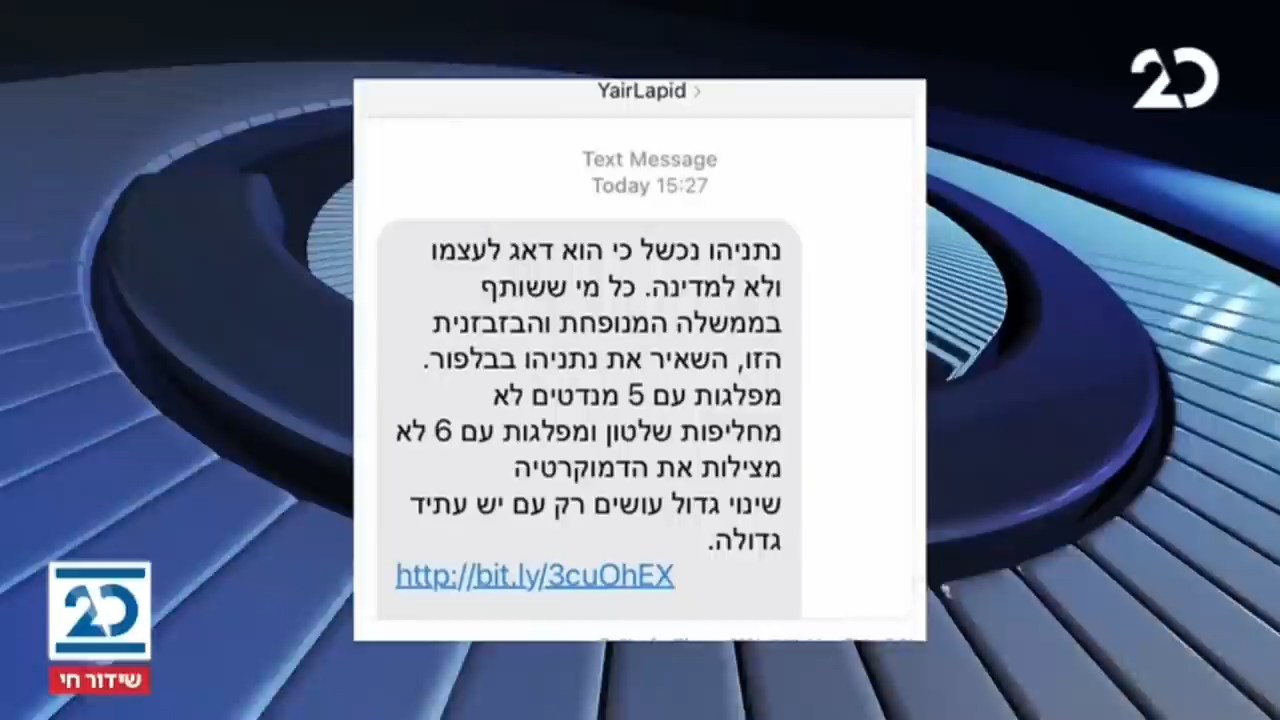 20
YairLapid >
Text Message
Today 15:27
נתניהו נכשל כי הוא דאג לעצמו
ולא למדינה. כל מי ששותף
בממשלה המנופחת והבזבזנית
הזו, השאיר את נתניהו בבלפור.
מפלגות עם 5 מנדטים לא
מחליפות שלטון ומפלגות עם 6 לא
מצילות את הדמוקרטיה
שינוי גדול עושים רק עם יש עתיד
גדולה.
http://bit.ly/3cuOhEX
20
שידור חי